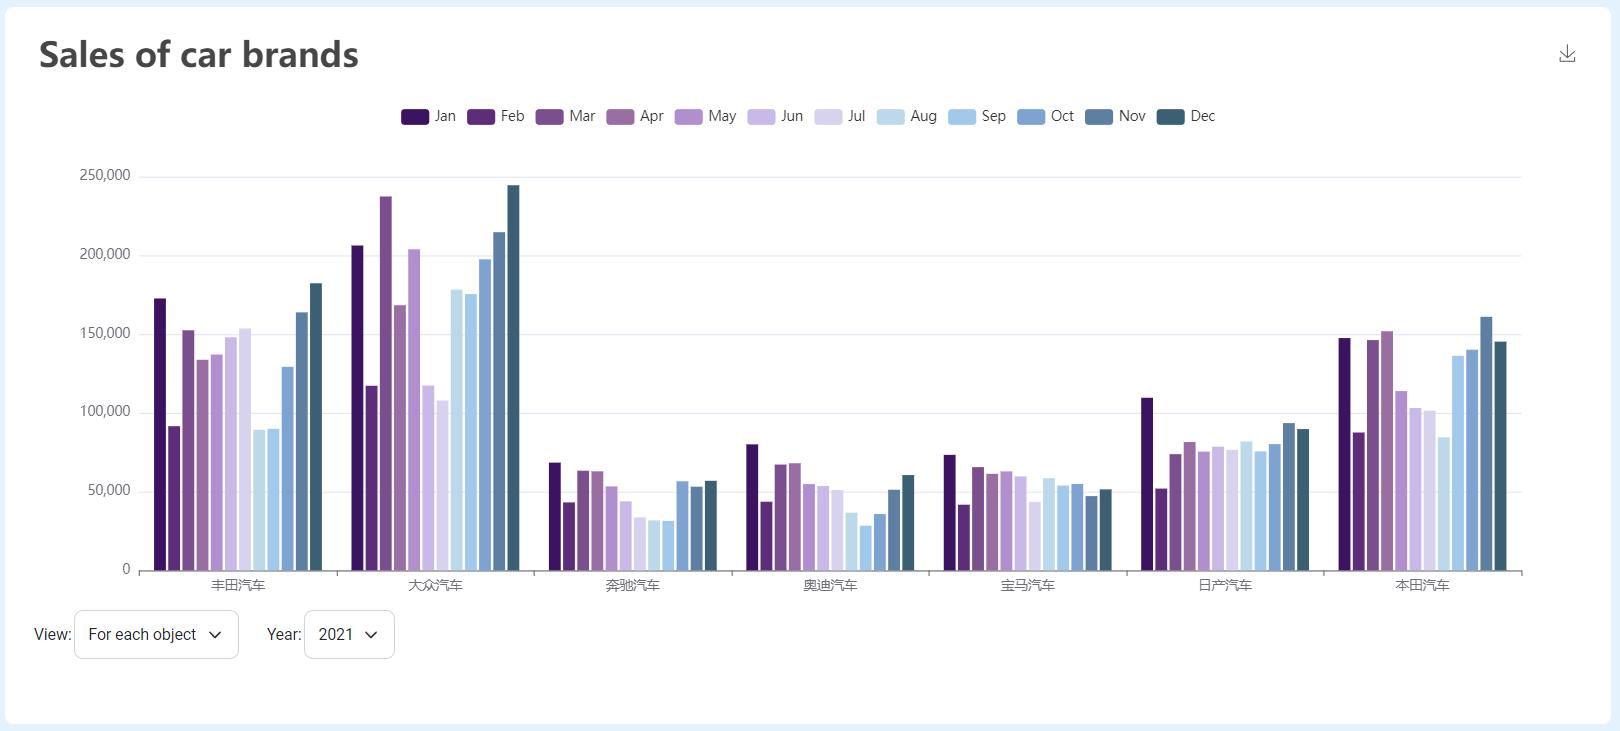 Sales of car brands
Jan Feb Mar Apr May Jun Jul Aug Sep Oct Nov Dec
250,000
200,000
150,000
100,000
50,000
0
丰田汽车 大众汽车 奔驰汽车 奥迪汽车 宝马汽车 日产汽车 本田汽车
View: For each object Year: 2021